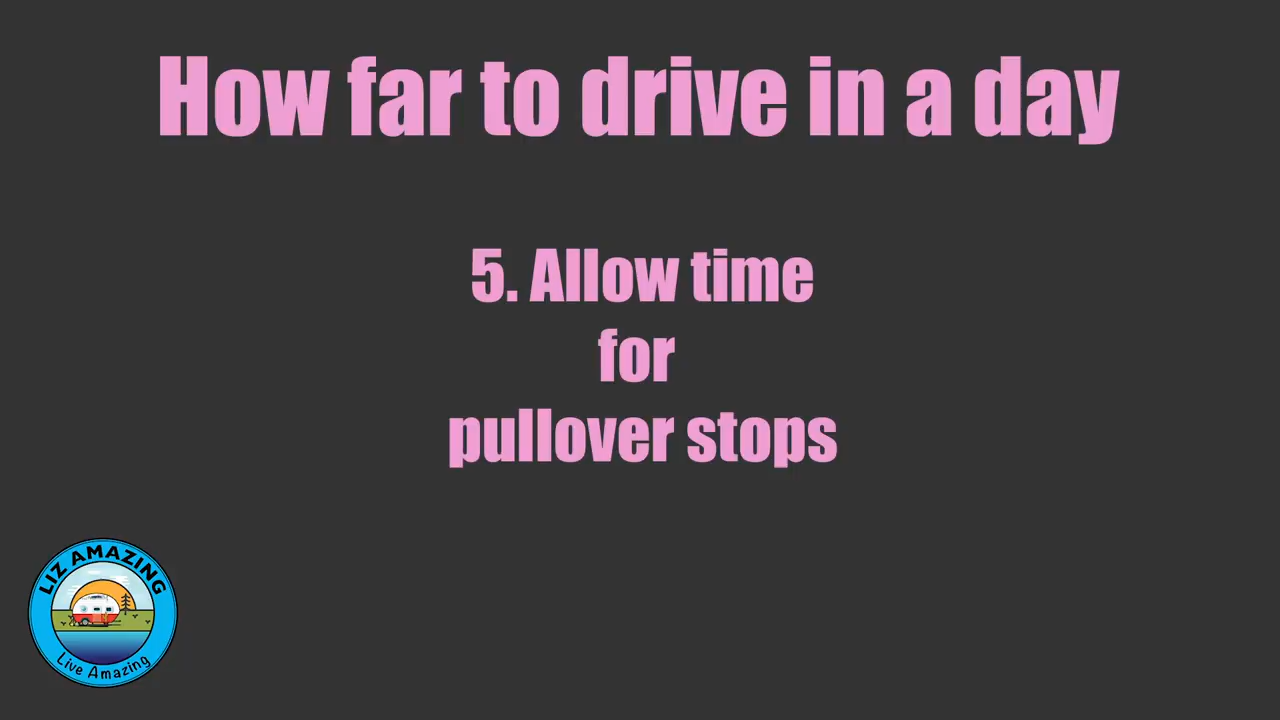 How far to drive in a day
5. Allow time
for
pullover stops
LIZ AMAZING
Live Amazing